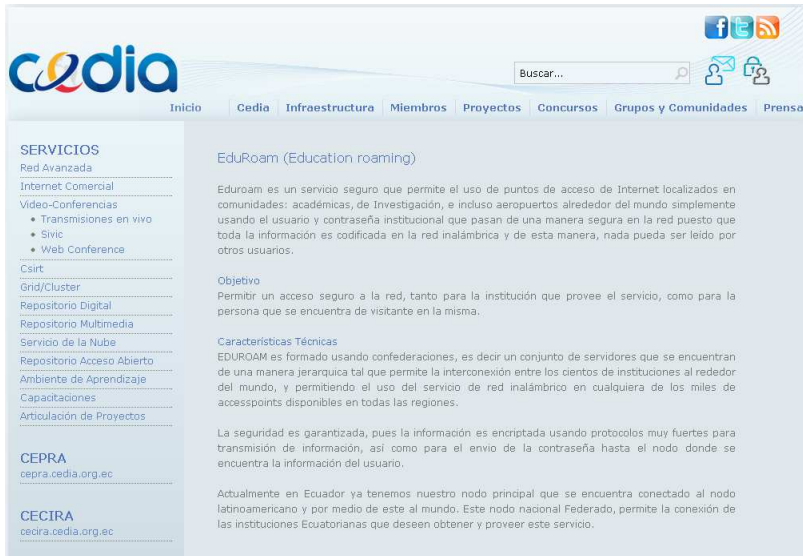 cedia
Buscar...
Inicio Cedia Infraestructura Miembros Proyectos Concursos Grupos y Comunidades Prensa
SERVICIOS
Red Avanzada
Internet Comercial
Video-Conferencias
Transmisiones en vivo
Sivic
Web Conference
Csirt
Grid/Cluster
Repositorio Digital
Repositorio Multimedia
Servicio de la Nube
Repositorio Acceso Abierto
Ambiente de Aprendizaje
Capacitaciones
Articulación de Proyectos
CEPRA
cepra.cedia.org.ec
CECIRA
cecira.cedia.org.ec
EduRoam (Education roaming)
Eduroam es un servicio seguro que permite el uso de puntos de acceso de Internet localizados en
comunidades: académicas, de Investigación, e incluso aeropuertos alrededor del mundo simplemente
usando el usuario y contraseña institucional que pasan de una manera segura en la red puesto que
toda la información es codificada en la red inalámbrica y de esta manera, nada pueda ser leído por
otros usuarios.
Objetivo
Permitir un acceso seguro a la red, tanto para la institución que provee el servicio, como para la
persona que se encuentra de visitante en la misma.
Características Técnicas
EDUROAM es formado usando confederaciones, es decir un conjunto de servidores que se encuentran
de una manera jerarquica tal que permite la interconexión entre los cientos de instituciones al rededor
del mundo, y permitiendo el uso del servicio de red inalámbrico en cualquiera de los miles de
accesspoints disponibles en todas las regiones.
La seguridad es garantizada, pues la información es encriptada usando protocolos muy fuertes para
transmisión de información, así como para el envio de la contraseña hasta el nodo donde se
encuentra la información del usuario.
Actualmente en Ecuador ya tenemos nuestro nodo principal que se encuentra conectado al nodo
latinoamericano y por medio de este al mundo. Este nodo nacional Federado, permite la conexión de
las instituciones Ecuatorianas que deseen obtener y proveer este servicio.